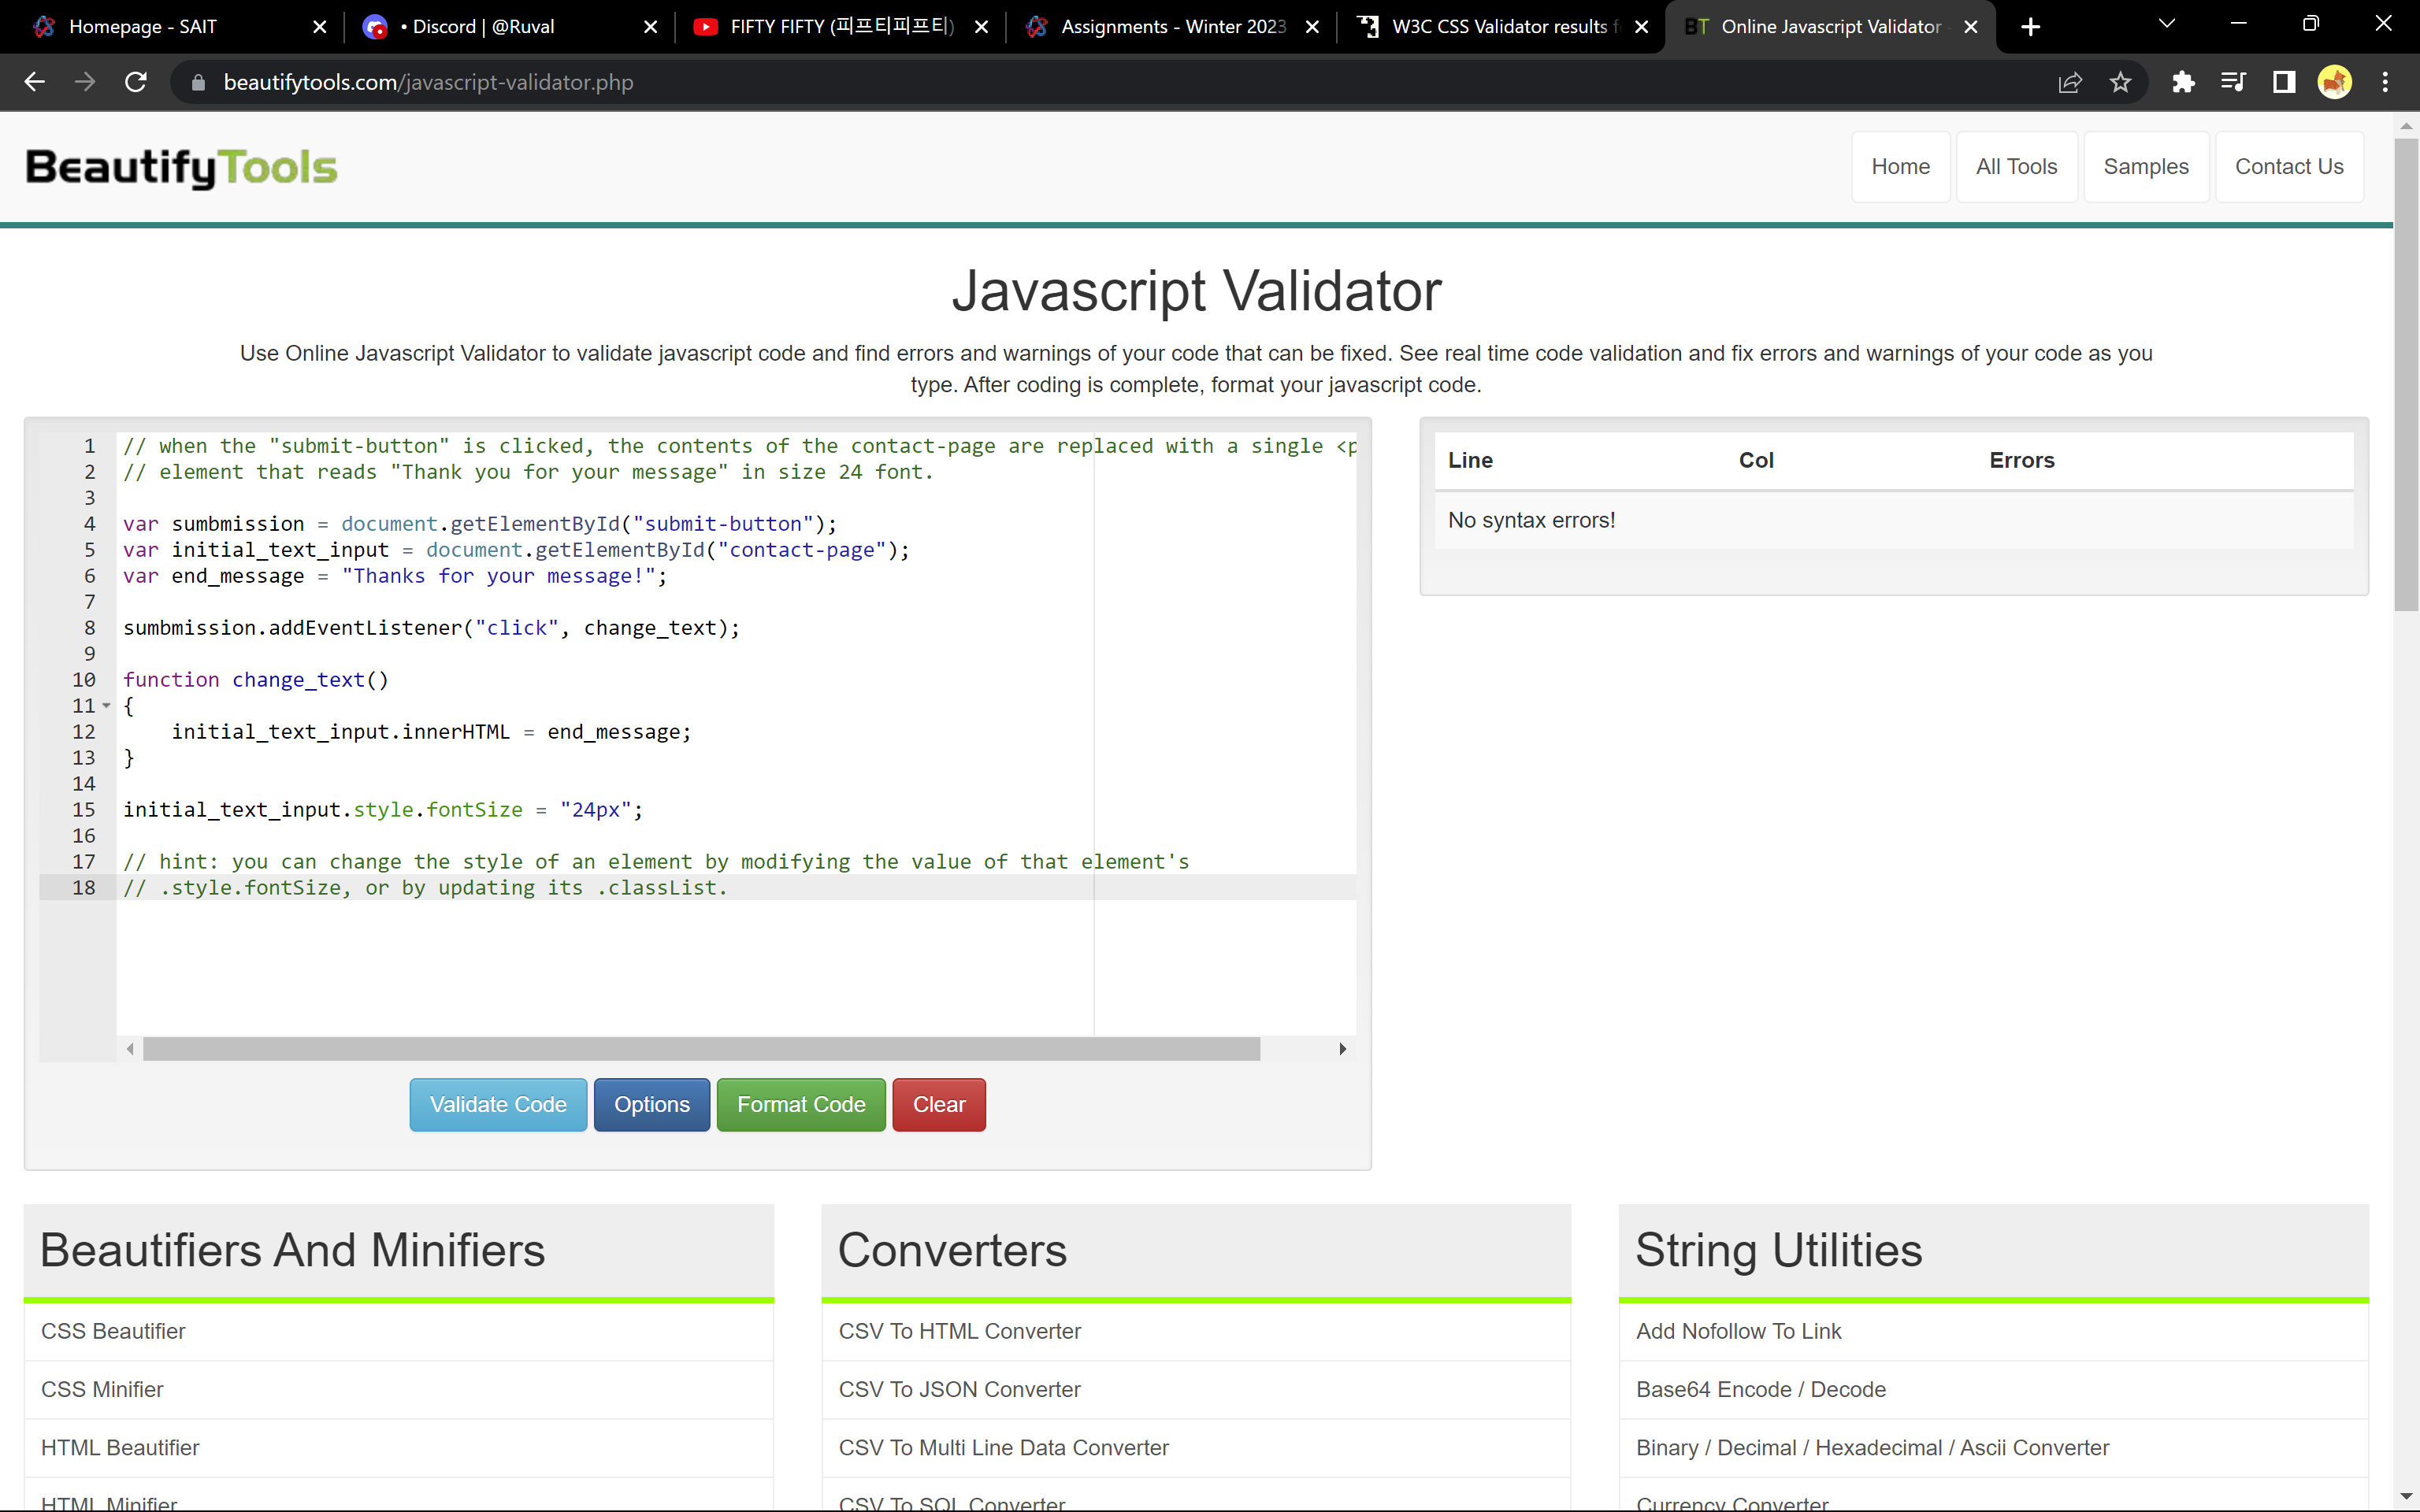 Homepage - SAIT
• Discord | @Ruval
FIFTY FIFTY (피프티피프티)
Assignments - Winter 2023
W3C CSS Validator results f
BT Online Javascript Validator -
beautifytools.com/javascript-validator.php
BeautifyTools
Home
All Tools
Samples
Contact Us
Javascript Validator
Use Online Javascript Validator to validate javascript code and find errors and warnings of your code that can be fixed. See real time code validation and fix errors and warnings of your code as you
type. After coding is complete, format your javascript code.
1 // when the "submit-button" is clicked, the contents of the contact-page are replaced with a single <p
2 // element that reads "Thank you for your message" in size 24 font.
3
4 var sumbmission = document.getElementById("submit-button");
5 var initial_text_input = document.getElementById("contact-page");
6 var end_message = "Thanks for your message!";
7
8 sumbmission.addEventListener("click", change_text);
9
10 function change_text()
11 {
12     initial_text_input.innerHTML = end_message;
13 }
14
15 initial_text_input.style.fontSize = "24px";
16
17 // hint: you can change the style of an element by modifying the value of that element's
18 // .style.fontSize, or by updating its .classList.
Line Col Errors
No syntax errors!
Validate Code
Options
Format Code
Clear
Beautifiers And Minifiers
CSS Beautifier
CSS Minifier
HTML Beautifier
HTML Minifier
Converters
CSV To HTML Converter
CSV To JSON Converter
CSV To Multi Line Data Converter
CSV To SQL Converter
String Utilities
Add Nofollow To Link
Base64 Encode / Decode
Binary / Decimal / Hexadecimal / Ascii Converter
Currency Converter